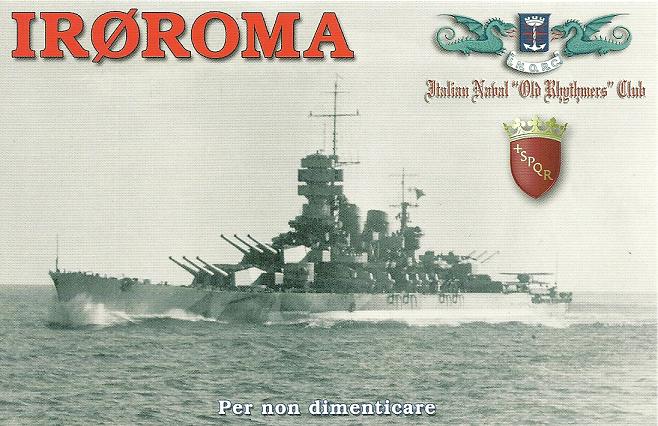 IRØROMA
I.N.O.R.C.
Italian Naval "Old Rhythmers" Club
+SPQR
Per non dimenticare